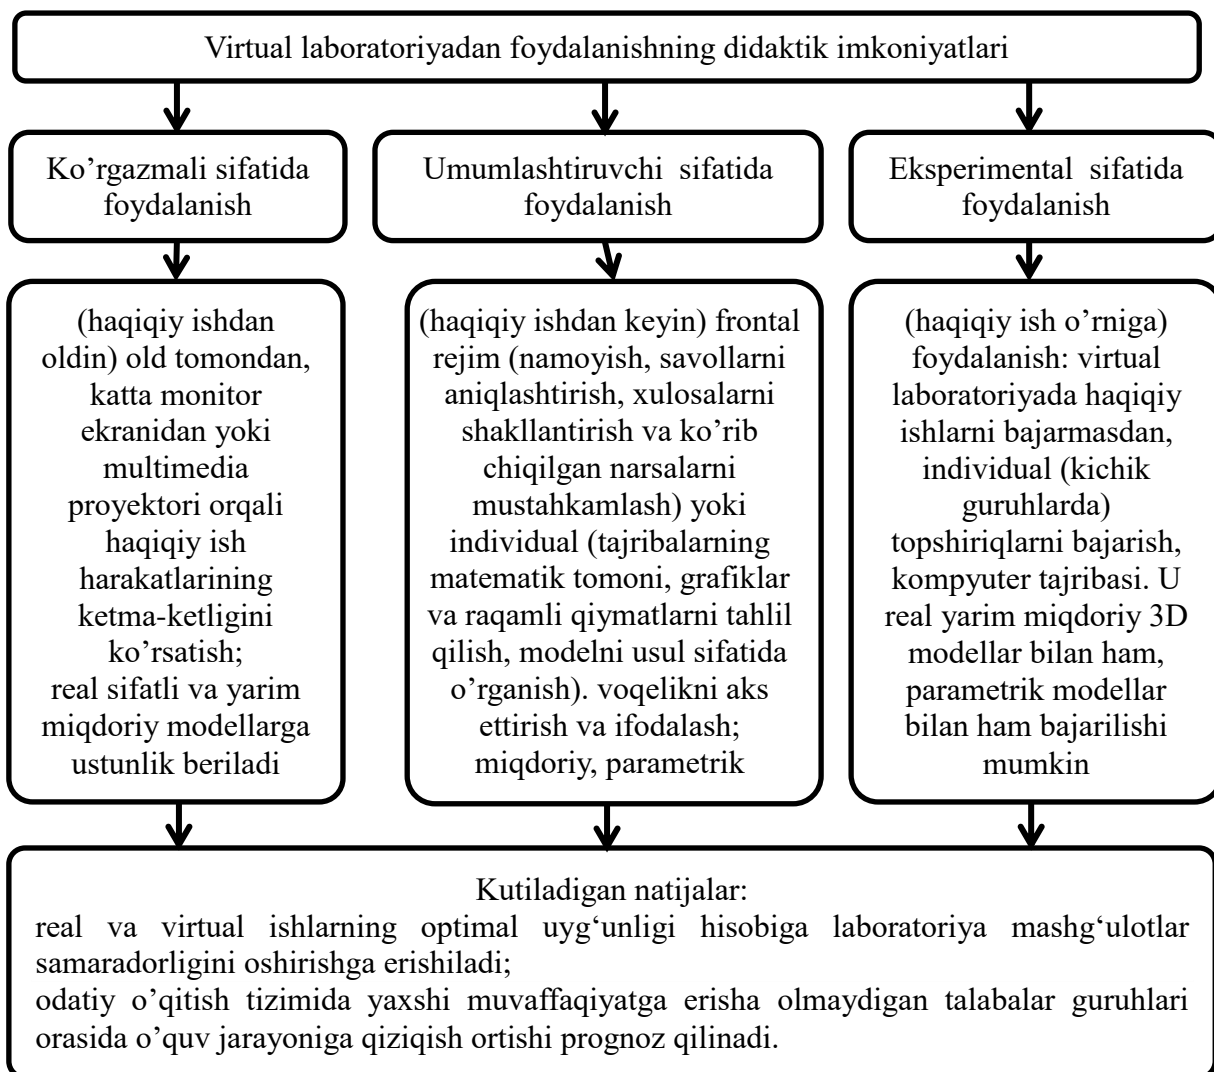 Virtual laboratoriyadan foydalanishning didaktik imkoniyatlari
Ko’rgazmali sifatida
foydalanish
Umumlashtiruvchi sifatida
foydalanish
Eksperimental sifatida
foydalanish
(haqiqiy ishdan
oldin) old tomondan,
katta monitor
ekranidan yoki
multimedia
proyektori orqali
haqiqiy ish
harakatlarining
ketma-ketligini
ko’rsatish;
real sifatli va yarim
miqdoriy modellarga
ustunlik beriladi
(haqiqiy ishdan keyin) frontal
rejim (namoyish, savollarni
aniqlashtirish, xulosalarni
shakllantirish va ko’rib
chiqilgan narsalarni
mustahkamlash) yoki
individual (tajribalarning
matematik tomoni, grafiklar
va raqamli qiymatlarni tahlil
qilish, modelni usul sifatida
o’rganish). voqelikni aks
ettirish va ifodalash;
miqdoriy, parametrik
(haqiqiy ish o’rniga)
foydalanish: virtual
laboratoriyada haqiqiy
ishlarni bajarmasdan,
individual (kichik
guruhlarda)
topshiriqlarni bajarish,
kompyuter tajribasi. U
real yarim miqdoriy 3D
modellar bilan ham,
parametrik modellar
bilan ham bajarilishi
mumkin
Kutiladigan natijalar:
real va virtual ishlarning optimal uyg‘unligi hisobiga laboratoriya mashg‘ulotlar
samaradorligini oshirishga erishiladi;
odatiy o’qitish tizimida yaxshi muvaffaqiyatga erisha olmaydigan talabalar guruhlari
orasida o’quv jarayoniga qiziqish ortishi prognoz qilinadi.